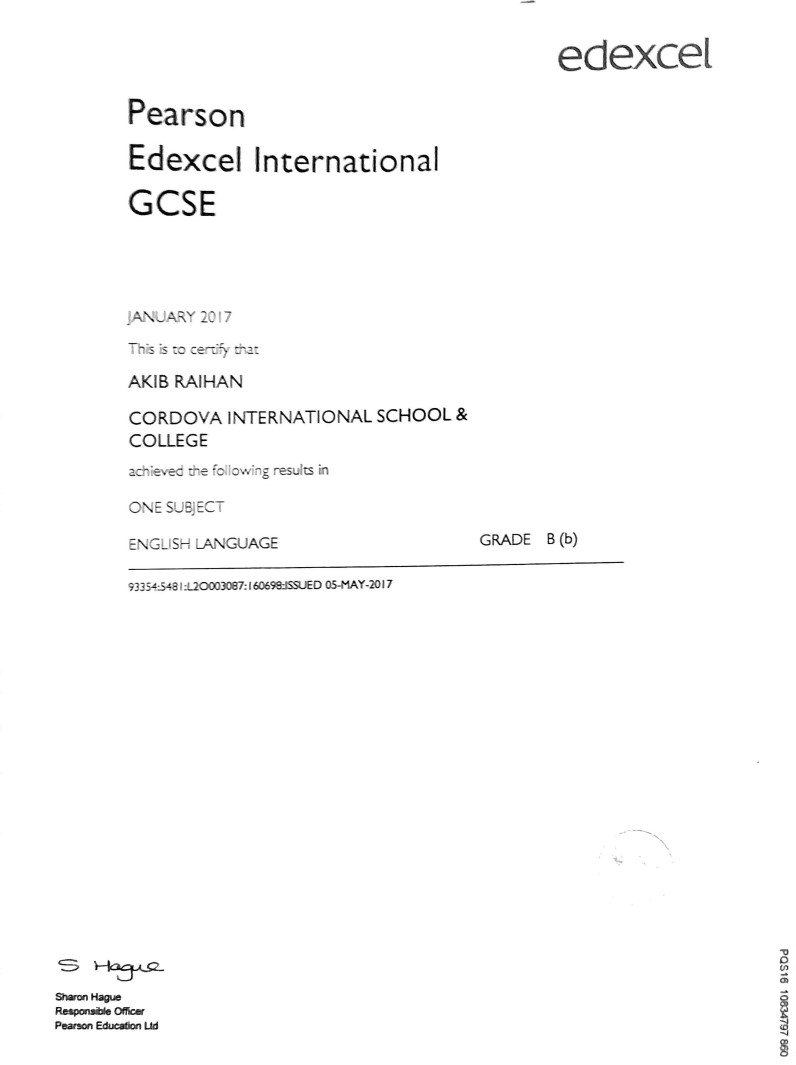 edexcel
Pearson
Edexcel International
GCSE
JANUARY 2017
This is to certify that
AKIB RAIHAN
CORDOVA INTERNATIONAL SCHOOL &
COLLEGE
achieved the following results in
ONE SUBJECT
ENGLISH LANGUAGE GRADE B (b)
93354:5481:L2O003087:160698:ISSUED 05-MAY-2017
S Hague
Sharon Hague
Responsible Officer
Pearson Education Ltd
PQS16 10834797 860